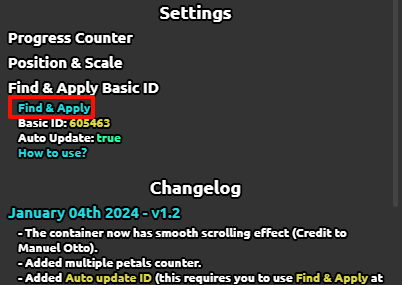 Settings
Progress Counter
Position & Scale
Find & Apply Basic ID
Find & Apply
Basic ID: 605463
Auto Update: true
How to use?
Changelog
January 04th 2024 - v1.2
- The container now has smooth scrolling effect (Credit to
Manuel Otto).
- Added multiple petals counter.
- Added Auto update ID (this requires you to use Find & Apply at